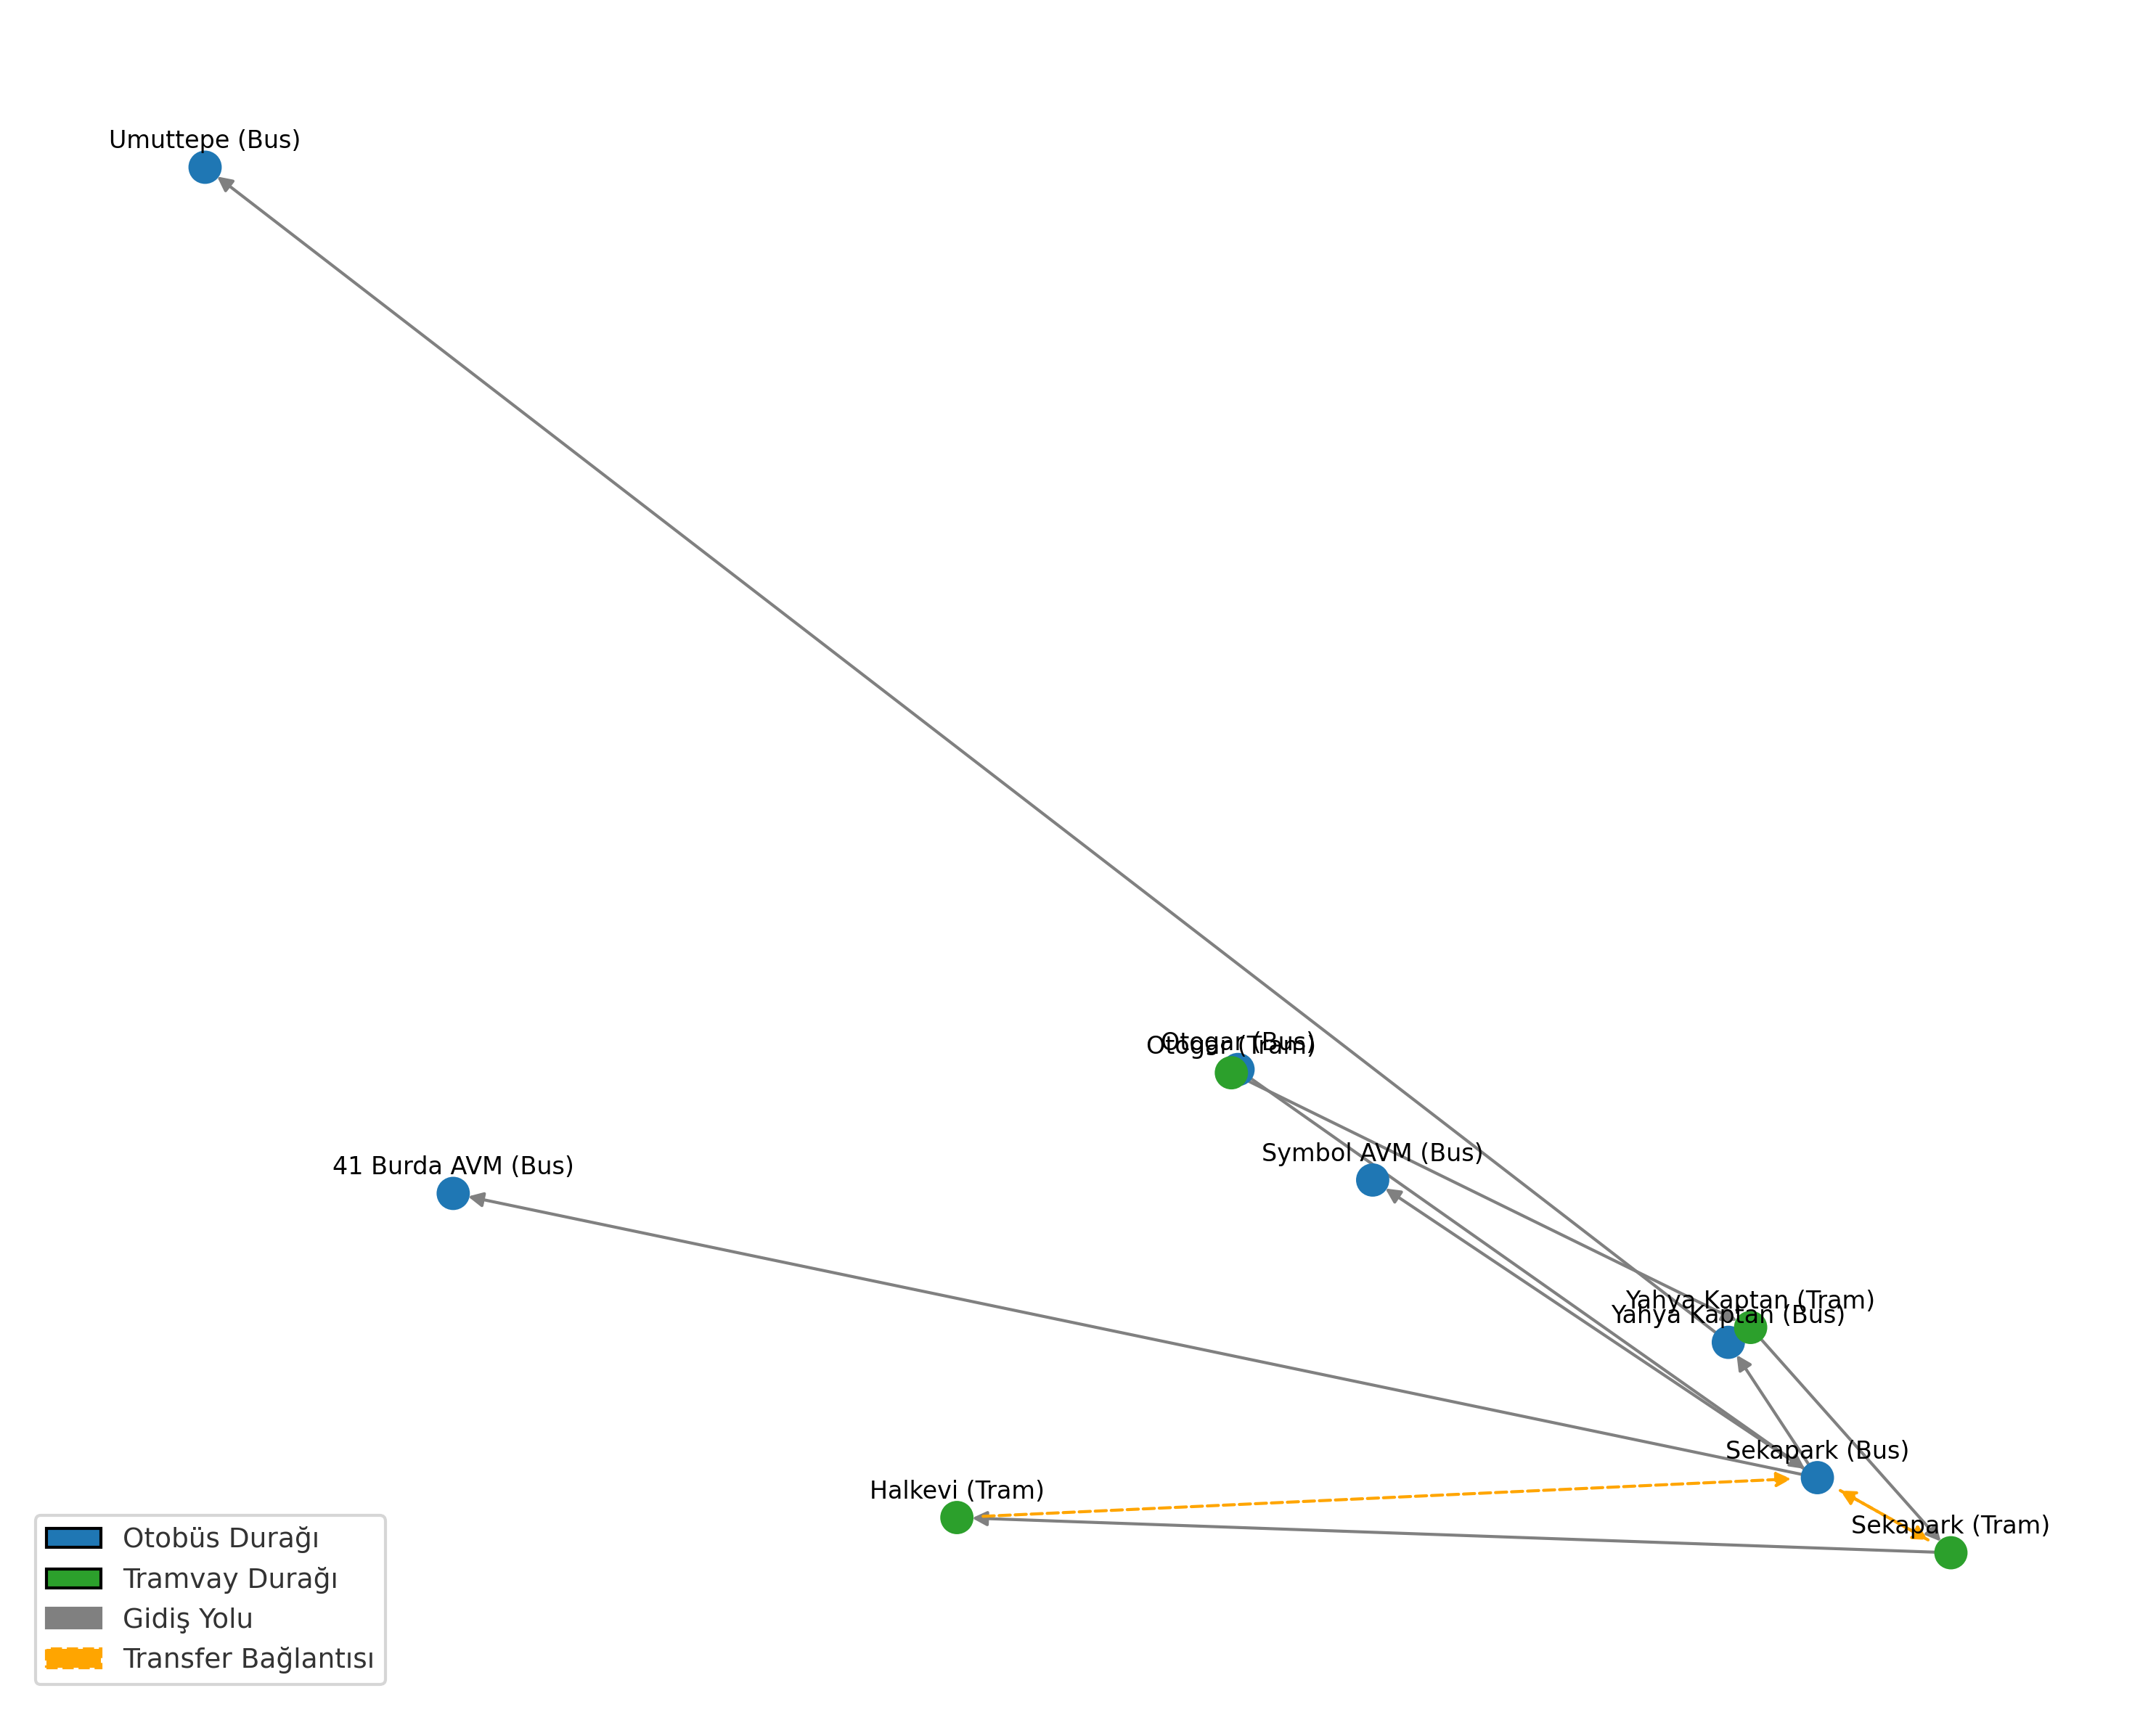 Umuttepe (Bus)
Otogar (Bus)
Otogar (Tram)
Symbol AVM (Bus)
41 Burda AVM (Bus)
Yahya Kaptan (Tram)
Yahya Kaptan (Bus)
Sekapark (Bus)
Halkevi (Tram)
Sekapark (Tram)
Otobüs Durağı
Tramvay Durağı
Gidiş Yolu
Transfer Bağlantısı